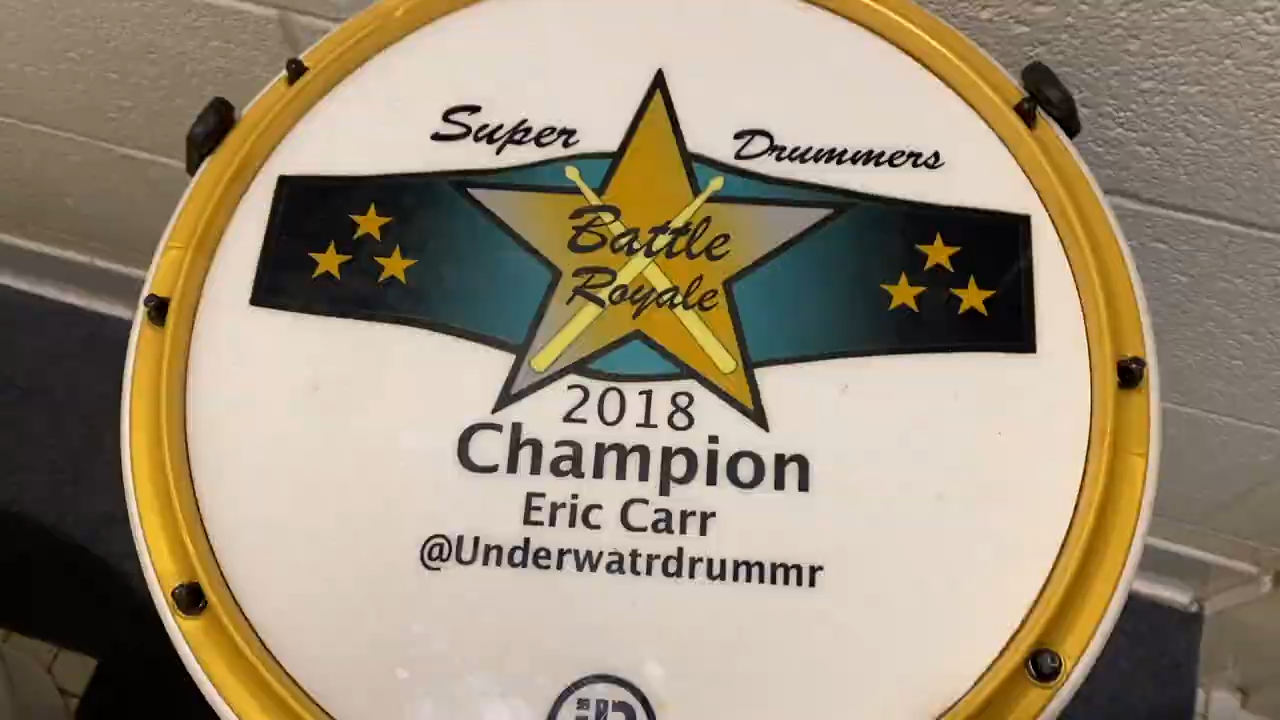 Super Drummers
Battle
Royale
2018
Champion
Eric Carr
@Underwatrdrummr